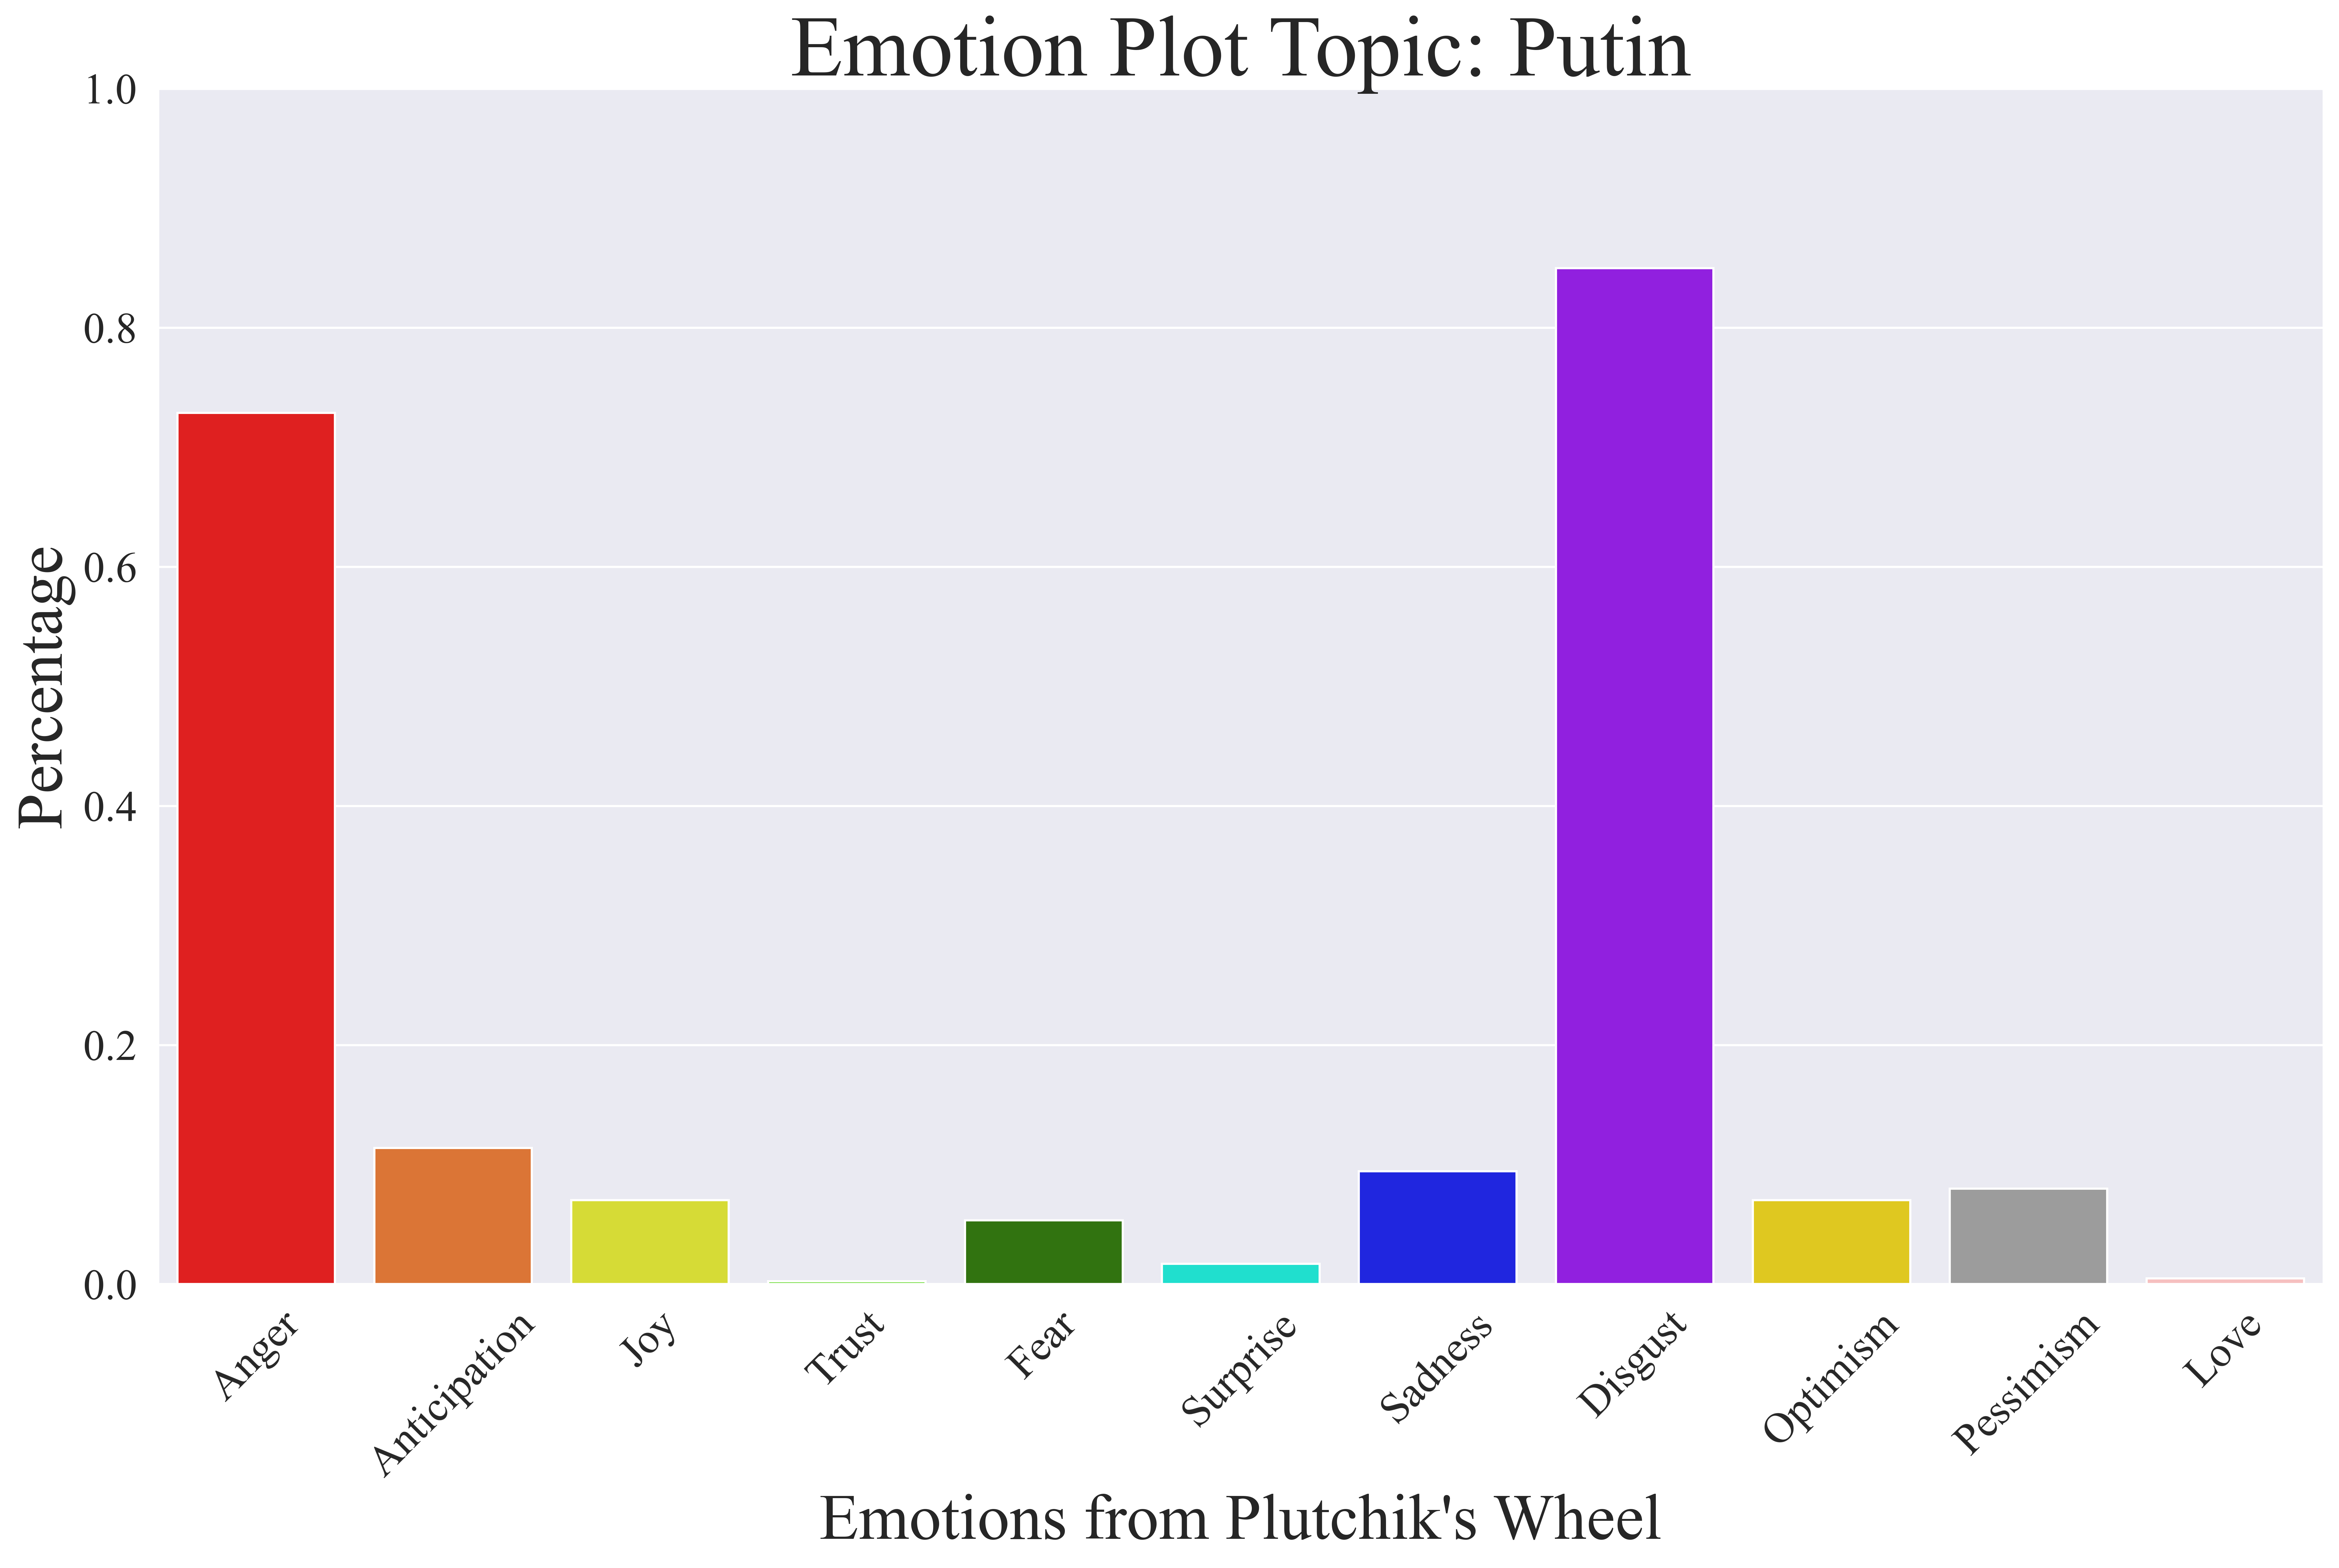 Emotion Plot Topic: Putin
1.0
0.8
0.6
0.4
0.2
0.0
Percentage
Anger
Anticipation
Joy
Trust
Fear
Surprise
Sadness
Disgust
Optimism
Pessimism
Love
Emotions from Plutchik's Wheel